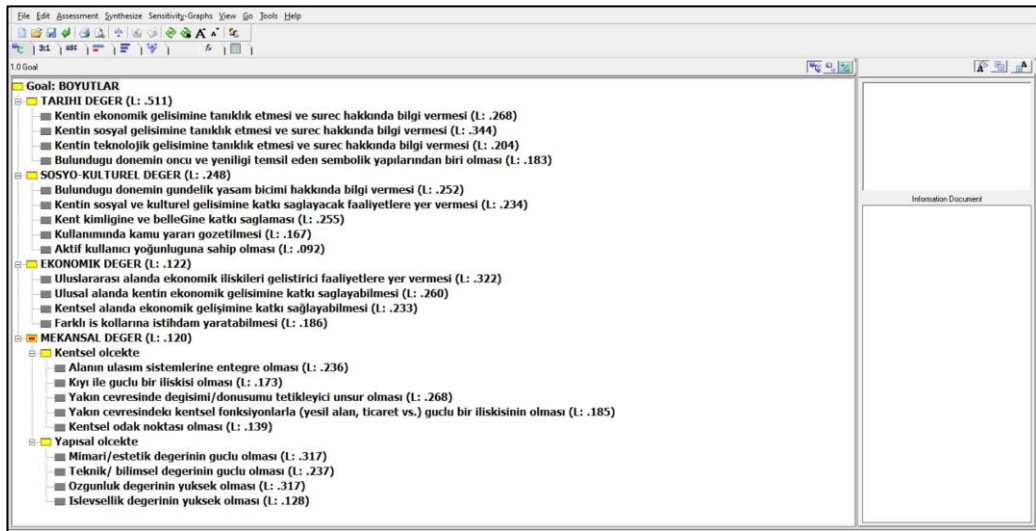 File Edit Assessment Synthesize Sensitivity-Graphs View Go Tools Help
3:1 ABC fx
1.0 Goal
Goal: BOYUTLAR
TARIHI DEGER (L: .511)
Kentin ekonomik gelisimine tanıklık etmesi ve surec hakkında bilgi vermesi (L: .268)
Kentin sosyal gelisimine tanıklık etmesi ve surec hakkında bilgi vermesi (L: .344)
Kentin teknolojik gelisimine tanıklık etmesi ve surec hakkında bilgi vermesi (L: .204)
Bulundugu donemin oncu ve yeniligi temsil eden sembolik yapılarından biri olması (L: .183)
SOSYO-KULTUREL DEGER (L: .248)
Bulundugu donemin gundelik yasam bicimi hakkında bilgi vermesi (L: .252)
Kentin sosyal ve kulturel gelisimine katkı saglayacak faaliyetlere yer vermesi (L: .234)
Kent kimligine ve belleGine katkı saglaması (L: .255)
Kullanımında kamu yararı gozetilmesi (L: .167)
Aktif kullanıcı yoğunluguna sahip olması (L: .092)
EKONOMIK DEGER (L: .122)
Uluslararası alanda ekonomik iliskileri gelistirici faaliyetlere yer vermesi (L: .322)
Ulusal alanda kentin ekonomik gelisimine katkı saglayabilmesi (L: .260)
Kentsel alanda ekonomik gelişimine katkı sağlayabilmesi (L: .233)
Farklı is kollarına istihdam yaratabilmesi (L: .186)
MEKANSAL DEGER (L: .120)
Kentsel olcekte
Alanın ulasım sistemlerine entegre olması (L: .236)
Kıyı ile guclu bir iliskisi olması (L: .173)
Yakın cevresinde degisimi/donusumu tetikleyici unsur olması (L: .268)
Yakın cevresindekı kentsel fonksiyonlarla (yesil alan, ticaret vs.) guclu bir iliskisinin olması (L: .185)
Kentsel odak noktası olması (L: .139)
Yapısal olcekte
Mimari/estetik degerinin guclu olması (L: .317)
Teknik/ bilimsel degerinin guclu olması (L: .237)
Ozgunluk degerinin yuksek olması (L: .317)
Islevsellik degerinin yuksek olması (L: .128)
Information Document